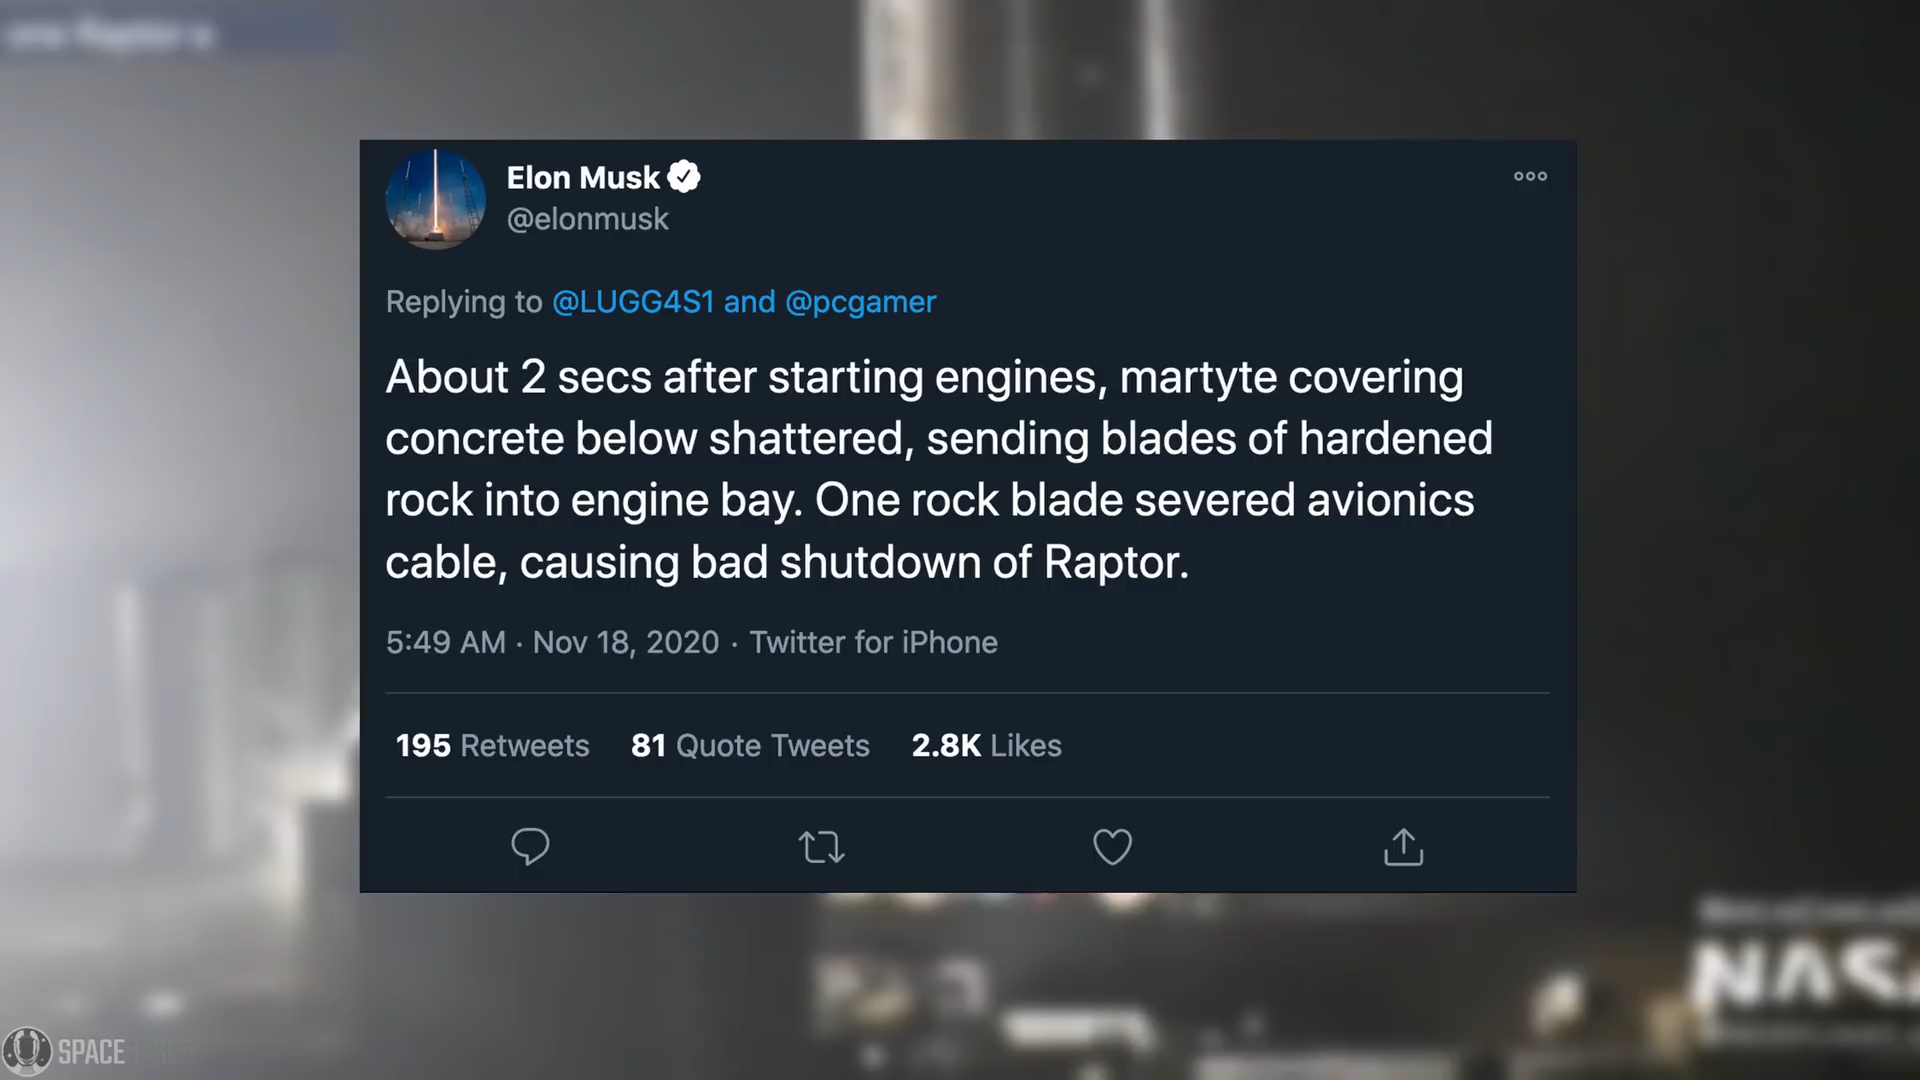 Elon Musk
@elonmusk
Replying to @LUGG4S1 and @pcgamer
About 2 secs after starting engines, martyte covering
concrete below shattered, sending blades of hardened
rock into engine bay. One rock blade severed avionics
cable, causing bad shutdown of Raptor.
5:49 AM · Nov 18, 2020 · Twitter for iPhone
195 Retweets 81 Quote Tweets 2.8K Likes
SPACE